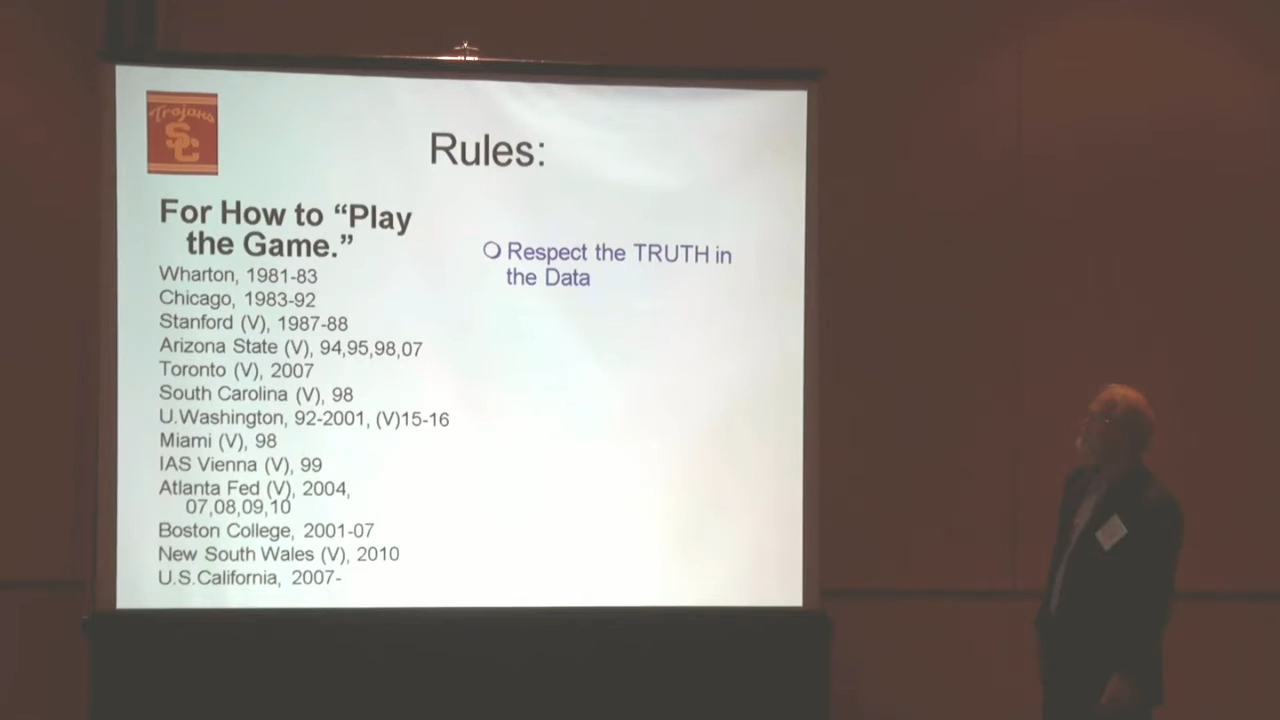 Trojans
SC
Rules:
For How to “Play
the Game.”
Wharton, 1981-83
Chicago, 1983-92
Stanford (V), 1987-88
Arizona State (V), 94,95,98,07
Toronto (V), 2007
South Carolina (V), 98
U.Washington, 92-2001, (V)15-16
Miami (V), 98
IAS Vienna (V), 99
Atlanta Fed (V), 2004,
07,08,09,10
Boston College, 2001-07
New South Wales (V), 2010
U.S.California, 2007-
Respect the TRUTH in
the Data